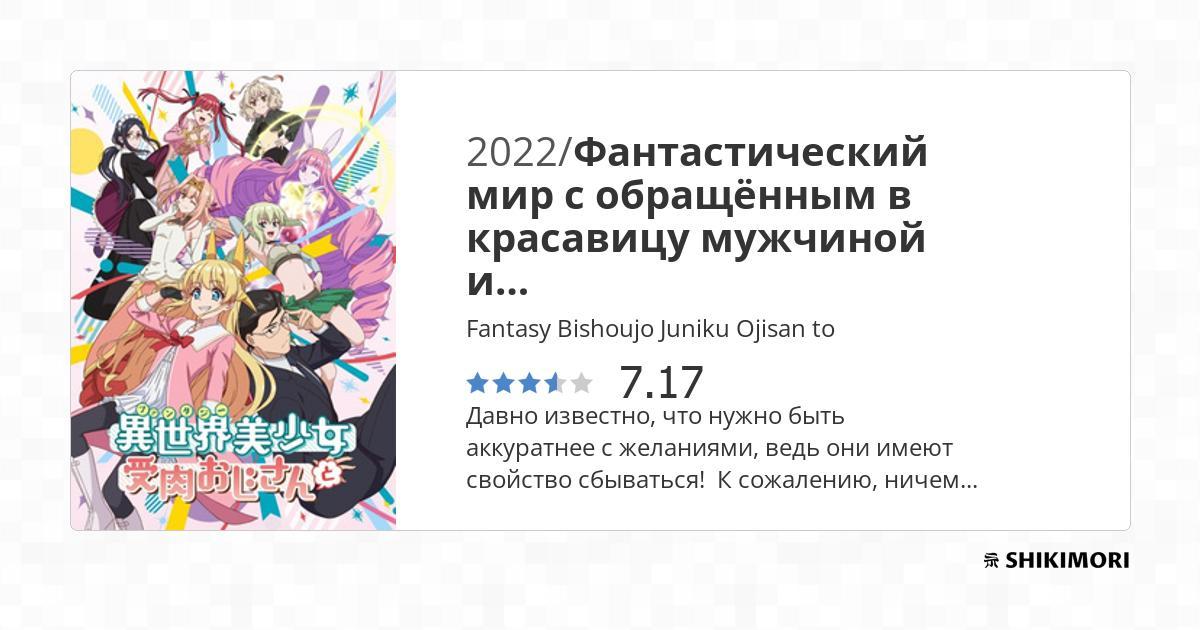 2022/Фантастический
мир с обращённым в
красавицу мужчиной
и...
Fantasy Bishoujo Juniku Ojisan to
7.17
Давно известно, что нужно быть
аккуратнее с желаниями, ведь они имеют
свойство сбываться! К сожалению, ничем...
ファンタジー
異世界美少女
受肉おじさんと
SHIKIMORI